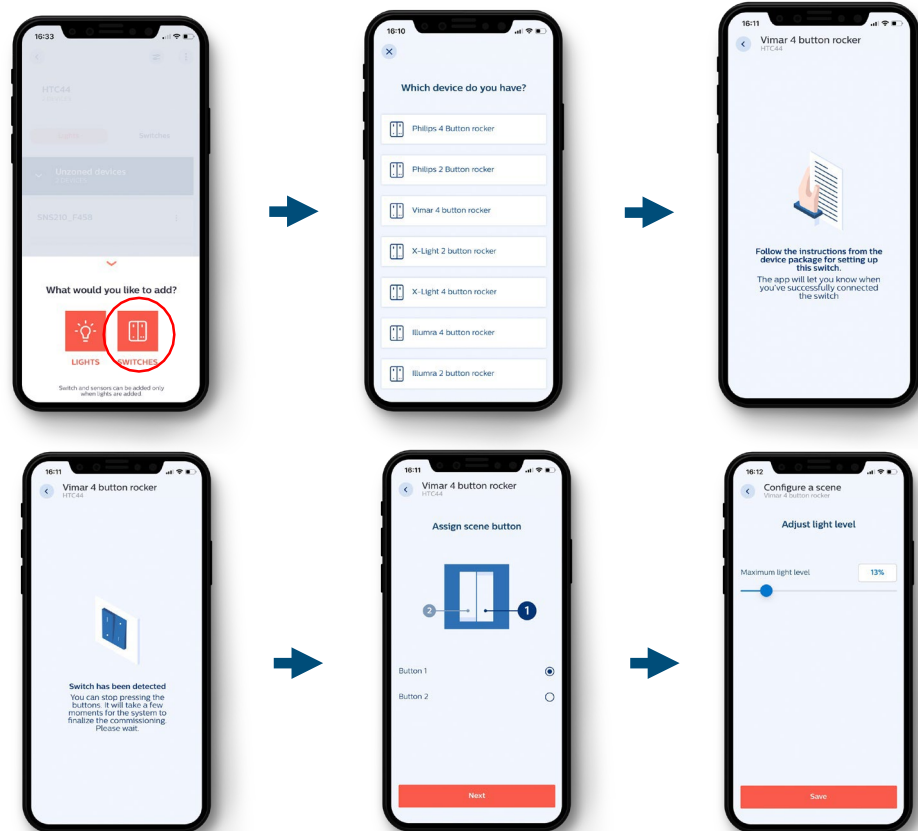 16:33
HTC44
Lights
Switches
Unzoned devices
SNS210_F459
What would you like to add?
LIGHTS
SWITCHES
Switch and sensors can be added only
when lights are added
16:10
Which device do you have?
Philips 4 Button rocker
Philips 2 Button rocker
Vimar 4 button rocker
X-Light 2 button rocker
X-Light 4 button rocker
Illumra 4 button rocker
Illumra 2 button rocker
16:11
Vimar 4 button rocker
HTC44
Follow the instructions from the
device package for setting up
this switch.
The app will let you know when
you've successfully connected
the switch
16:11
Vimar 4 button rocker
HTC44
Switch has been detected
You can stop pressing the
buttons. It will take a few
moments for the system to
finalize the commissioning.
Please wait.
16:11
Vimar 4 button rocker
HTC44
Assign scene button
2
1
Button 1
Button 2
Next
16:12
Configure a scene
Vimar 4 button rocker
Adjust light level
Maximum light level
13%
Save